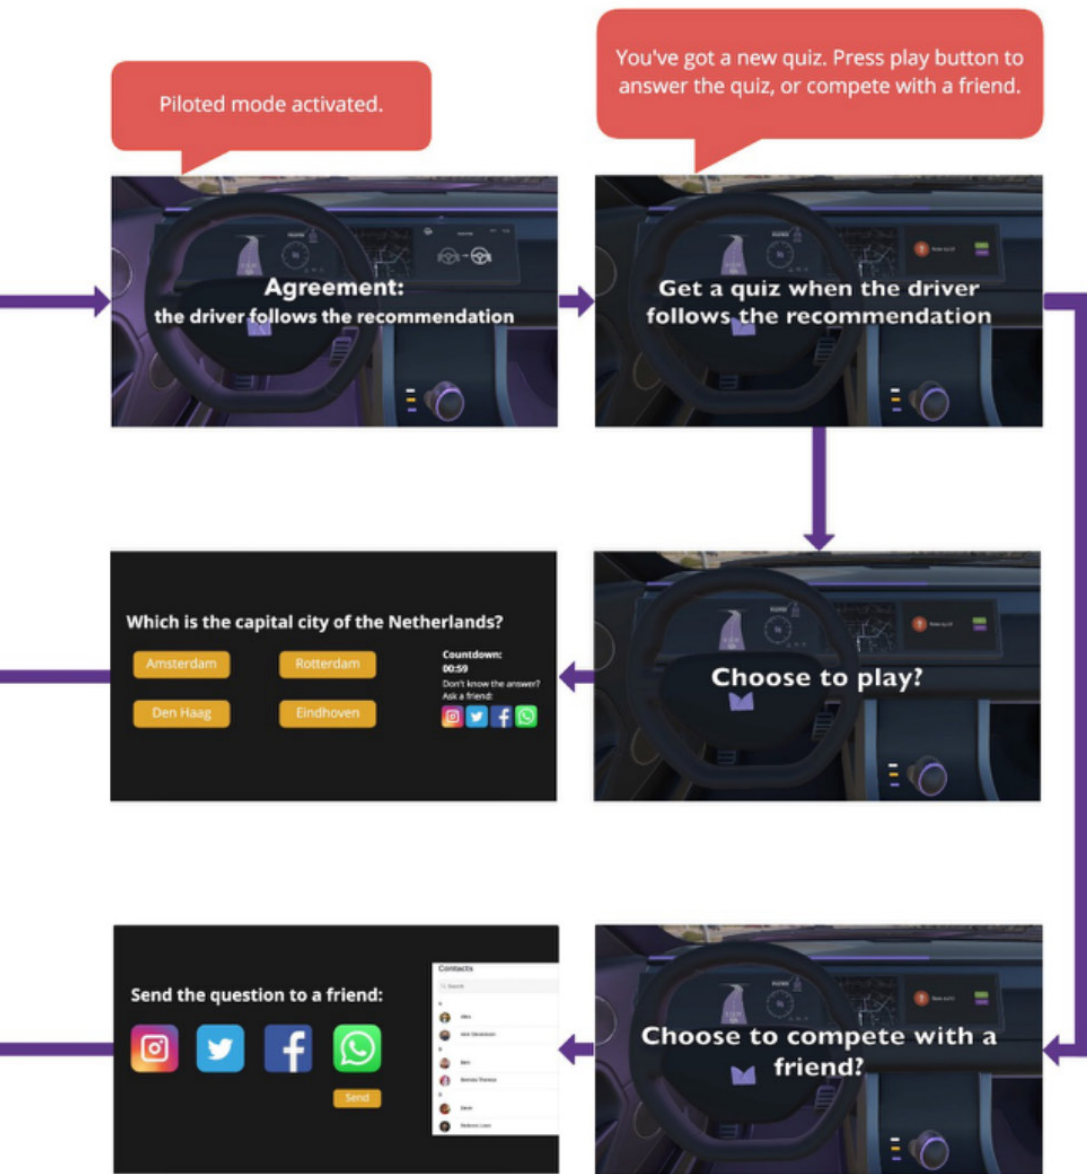 Piloted mode activated.
You've got a new quiz. Press play button to
answer the quiz, or compete with a friend.
Agreement:
the driver follows the recommendation
Get a quiz when the driver
follows the recommendation
Which is the capital city of the Netherlands?
Amsterdam
Rotterdam
Den Haag
Eindhoven
Countdown:
00:59
Don't know the answer?
Ask a friend:
Choose to play?
Send the question to a friend:
Send
Contacts
Search
Choose to compete with a
friend?